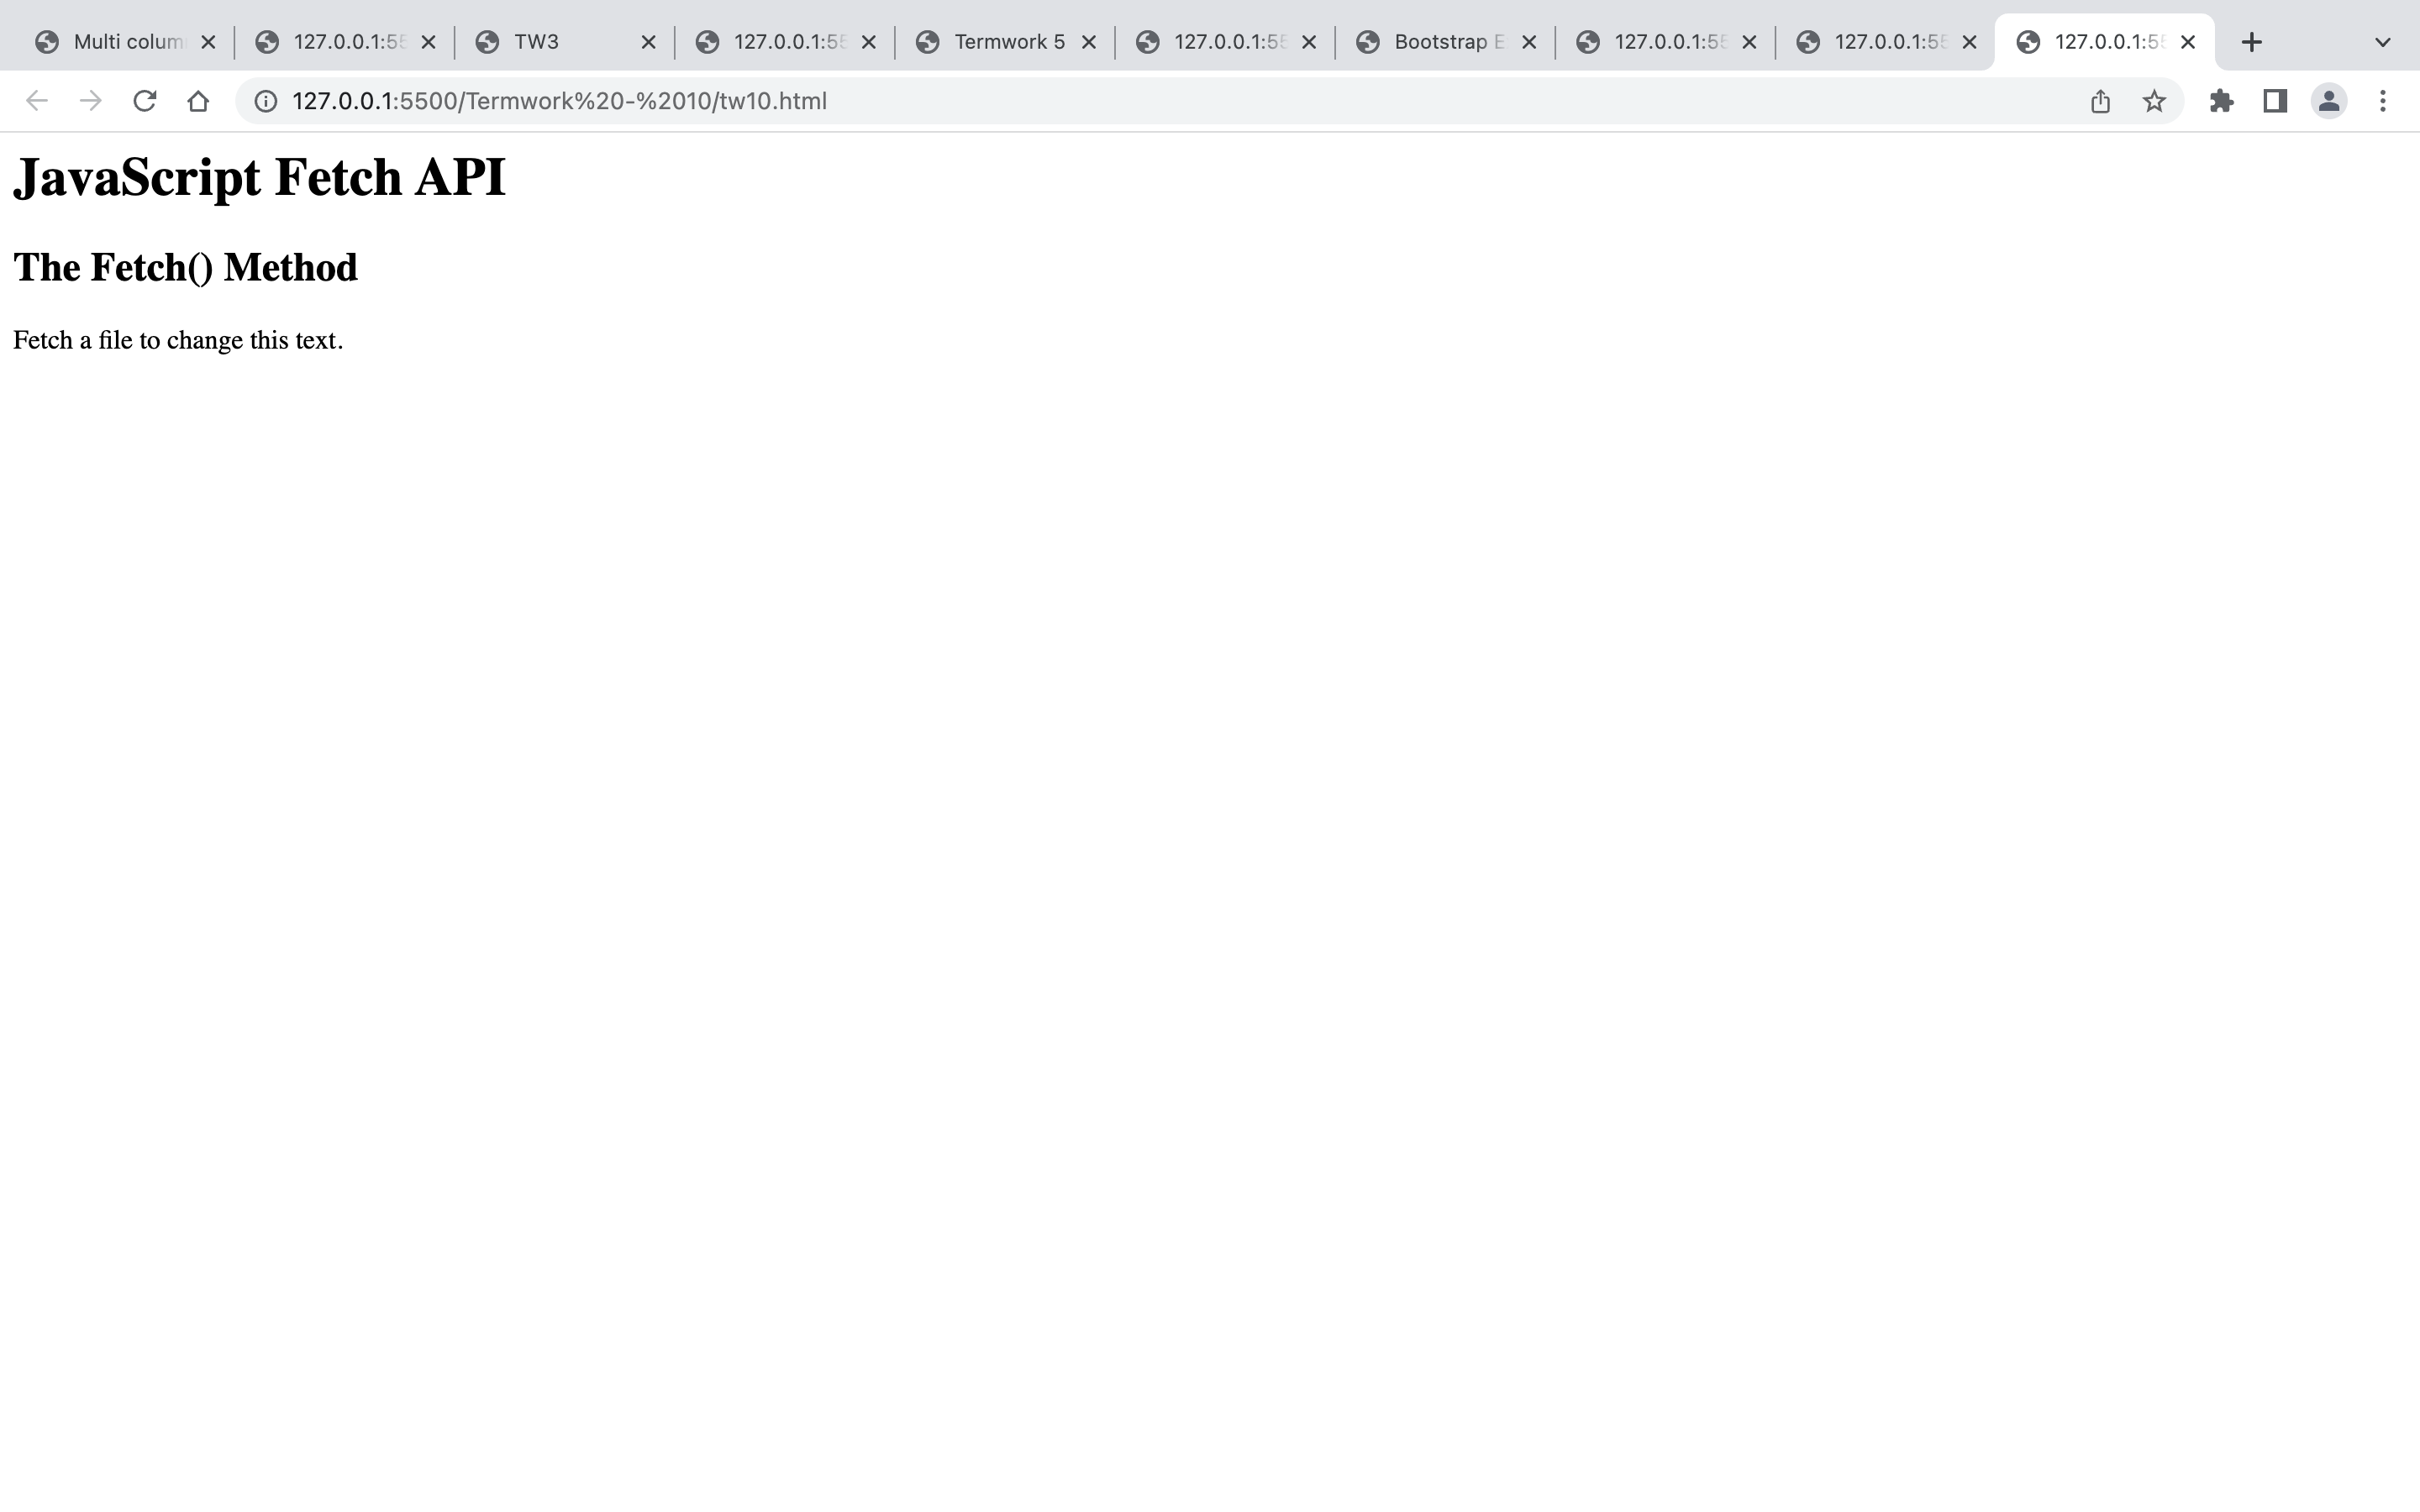 Multi colum 127.0.0.1:55 TW3 127.0.0.1:55 Termwork 5 127.0.0.1:55 Bootstrap E 127.0.0.1:55 127.0.0.1:55 127.0.0.1:55
127.0.0.1:5500/Termwork%20-%2010/tw10.html
JavaScript Fetch API
The Fetch() Method
Fetch a file to change this text.